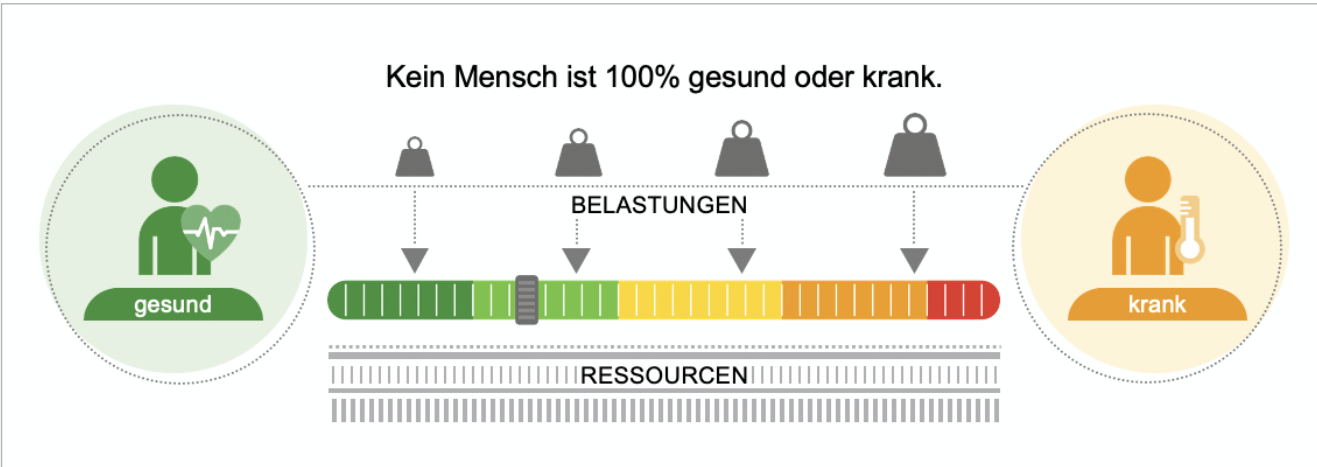 Kein Mensch ist 100% gesund oder krank.
BELASTUNGEN
gesund
krank
RESSOURCEN